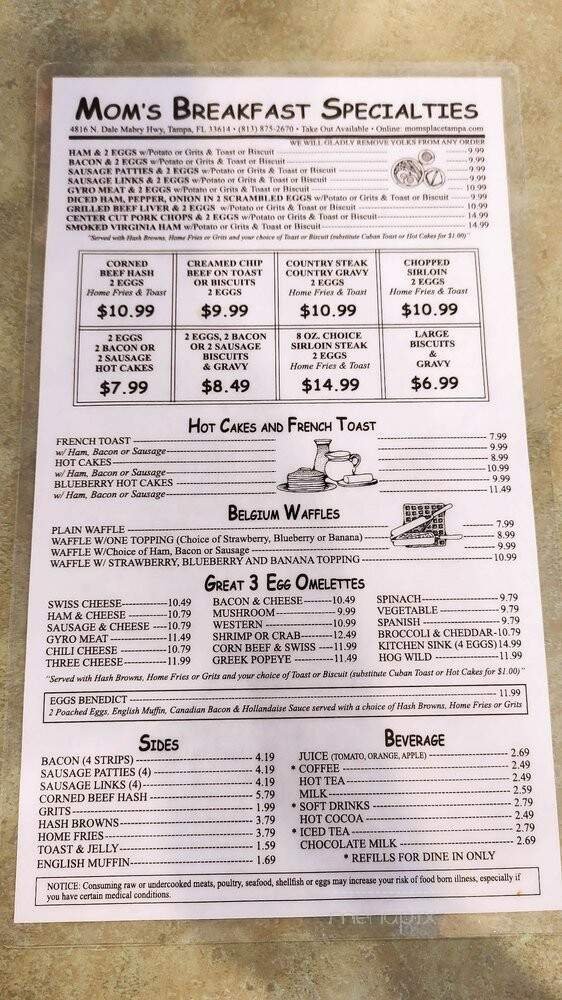 MOM'S BREAKFAST SPECIALTIES
4816 N. Dale Mabry Hwy, Tampa, FL 33614 • (813) 875-2670 • Take Out Available • Online: momsplacetampa.com
WE WILL GLADLY REMOVE YOLKS FROM ANY ORDER
HAM & 2 EGGS w/Potato or Grits & Toast or Biscuit 9.99
BACON & 2 EGGS w/Potato or Grits & Toast or Biscuit 9.99
SAUSAGE PATTIES & 2 EGGS w/Potato or Grits & Toast or Biscuit 9.99
SAUSAGE LINKS & 2 EGGS w/Potato or Grits & Toast or Biscuit 9.99
GYRO MEAT & 2 EGGS w/Potato or Grits & Toast or Biscuit 10.99
DICED HAM, PEPPER, ONION IN 2 SCRAMBLED EGGS w/Potato or Grits & Toast or Biscuit 9.99
GRILLED BEEF LIVER & 2 EGGS w/Potato or Grits & Toast or Biscuit 10.99
CENTER CUT PORK CHOPS & 2 EGGS w/Potato or Grits & Toast or Biscuit 14.99
SMOKED VIRGINIA HAM w/Potato or Grits & Toast or Biscuit 14.99
"Served with Hash Browns, Home Fries or Grits and your choice of Toast or Biscuit (substitute Cuban Toast or Hot Cakes for $1.00)"
CORNED
BEEF HASH
2 EGGS
Home Fries & Toast
$10.99
CREAMED CHIP
BEEF ON TOAST
OR BISCUITS
2 EGGS
$9.99
COUNTRY STEAK
COUNTRY GRAVY
2 EGGS
Home Fries & Toast
$10.99
CHOPPED
SIRLOIN
2 EGGS
Home Fries & Toast
$10.99
2 EGGS
2 BACON OR
2 SAUSAGE
HOT CAKES
$7.99
2 EGGS, 2 BACON
OR 2 SAUSAGE
BISCUITS
& GRAVY
$8.49
8 OZ. CHOICE
SIRLOIN STEAK
2 EGGS
Home Fries & Toast
$14.99
LARGE
BISCUITS
&
GRAVY
$6.99
HOT CAKES AND FRENCH TOAST
FRENCH TOAST 7.99
w/ Ham, Bacon or Sausage 9.99
HOT CAKES 8.99
w/ Ham, Bacon or Sausage 10.99
BLUEBERRY HOT CAKES 9.99
w/ Ham, Bacon or Sausage 11.49
BELGIUM WAFFLES
PLAIN WAFFLE 7.99
WAFFLE W/ONE TOPPING (Choice of Strawberry, Blueberry or Banana) 8.99
WAFFLE W/Choice of Ham, Bacon or Sausage 9.99
WAFFLE W/ STRAWBERRY, BLUEBERRY AND BANANA TOPPING 10.99
GREAT 3 EGG OMELETTES
SWISS CHEESE 10.49
HAM & CHEESE 10.79
SAUSAGE & CHEESE 10.79
GYRO MEAT 11.49
CHILI CHEESE 10.79
THREE CHEESE 11.99
BACON & CHEESE 10.49
MUSHROOM 9.99
WESTERN 10.99
SHRIMP OR CRAB 12.49
CORN BEEF & SWISS 11.99
GREEK POPEYE 11.49
SPINACH 9.79
VEGETABLE 9.79
SPANISH 9.79
BROCCOLI & CHEDDAR-10.79
KITCHEN SINK (4 EGGS)14.99
HOG WILD 11.99
"Served with Hash Browns, Home Fries or Grits and your choice of Toast or Biscuit (substitute Cuban Toast or Hot Cakes for $1.00)"
EGGS BENEDICT 11.99
2 Poached Eggs, English Muffin, Canadian Bacon & Hollandaise Sauce served with a choice of Hash Browns, Home Fries or Grits
SIDES
BACON (4 STRIPS) 4.19
SAUSAGE PATTIES (4) 4.19
SAUSAGE LINKS (4) 4.19
CORNED BEEF HASH 5.79
GRITS 1.99
HASH BROWNS 3.79
HOME FRIES 3.79
TOAST & JELLY 1.59
ENGLISH MUFFIN 1.69
BEVERAGE
JUICE (TOMATO, ORANGE, APPLE) 2.69
* COFFEE 2.49
HOT TEA 2.49
MILK 2.59
* SOFT DRINKS 2.79
HOT COCOA 2.49
* ICED TEA 2.79
CHOCOLATE MILK 2.69
* REFILLS FOR DINE IN ONLY
NOTICE: Consuming raw or undercooked meats, poultry, seafood, shellfish or eggs may increase your risk of food born illness, especially if
you have certain medical conditions.
menupix